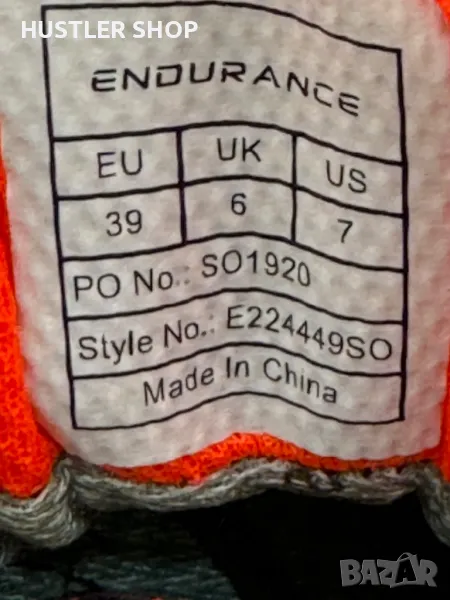 HUSTLER SHOP
ENDURANCE
EU UK US
39 6 7
PO No.: SO1920
Style No.: E224449SO
Made In China
BAZAR